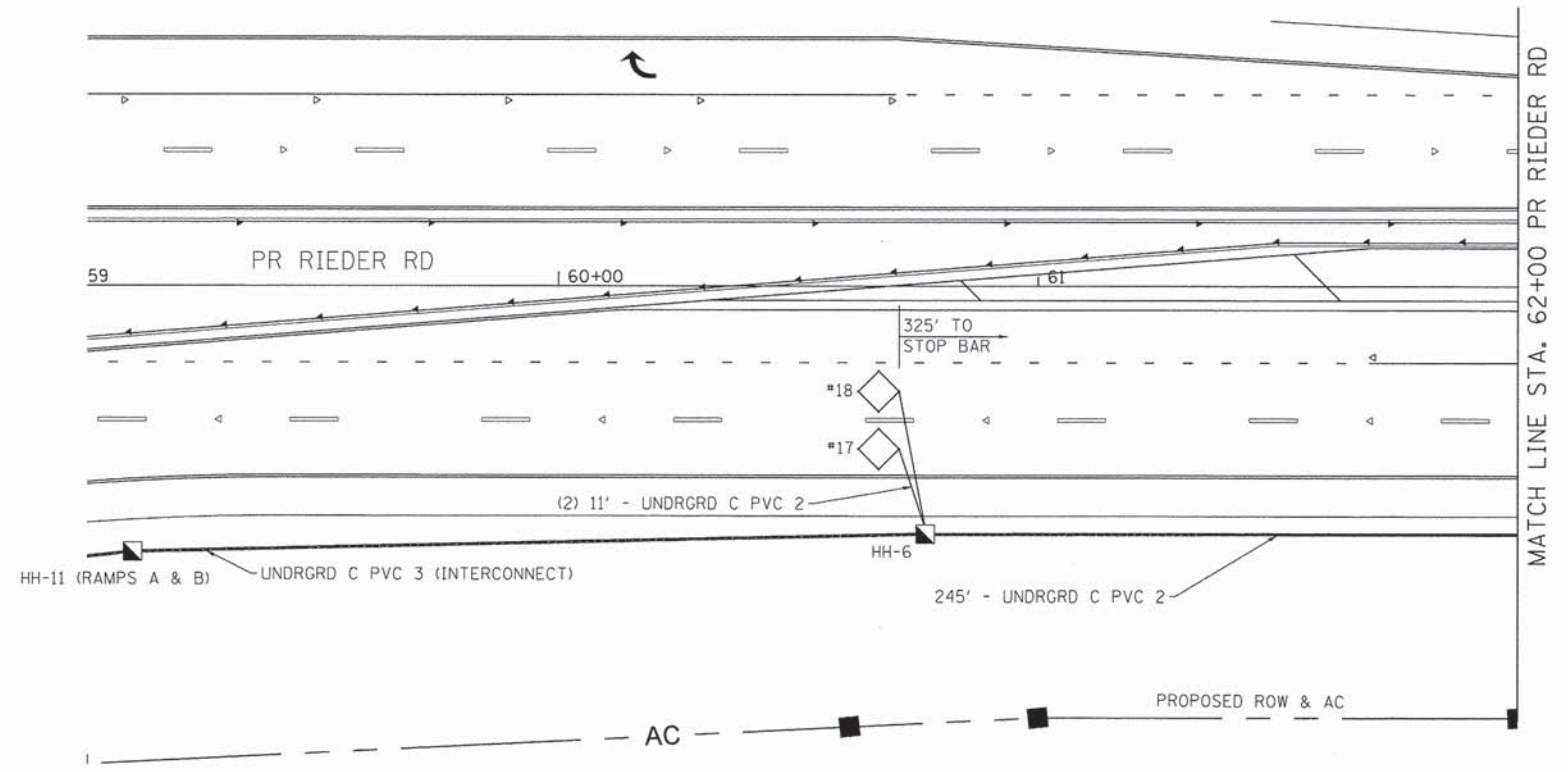 PR RIEDER RD
59
60+00
61
325' TO
STOP BAR
#18
#17
(2) 11' - UNDRGRD C PVC 2
HH-6
HH-11 (RAMPS A & B)
UNDRGRD C PVC 3 (INTERCONNECT)
245' - UNDRGRD C PVC 2
PROPOSED ROW & AC
AC
MATCH LINE STA. 62+00 PR RIEDER RD